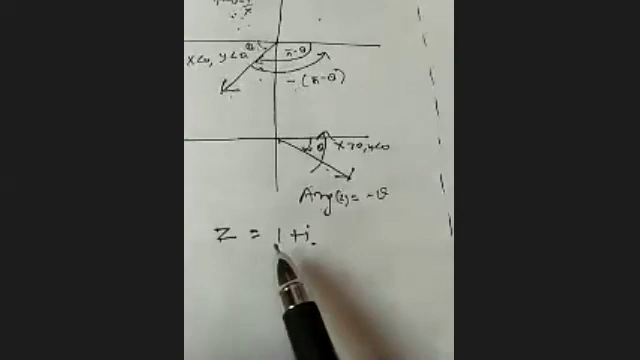 x<0, y<0 θ
π-θ
-(π-θ)
θ x>0, y<0
Arg(z) = -θ
Z = 1+i